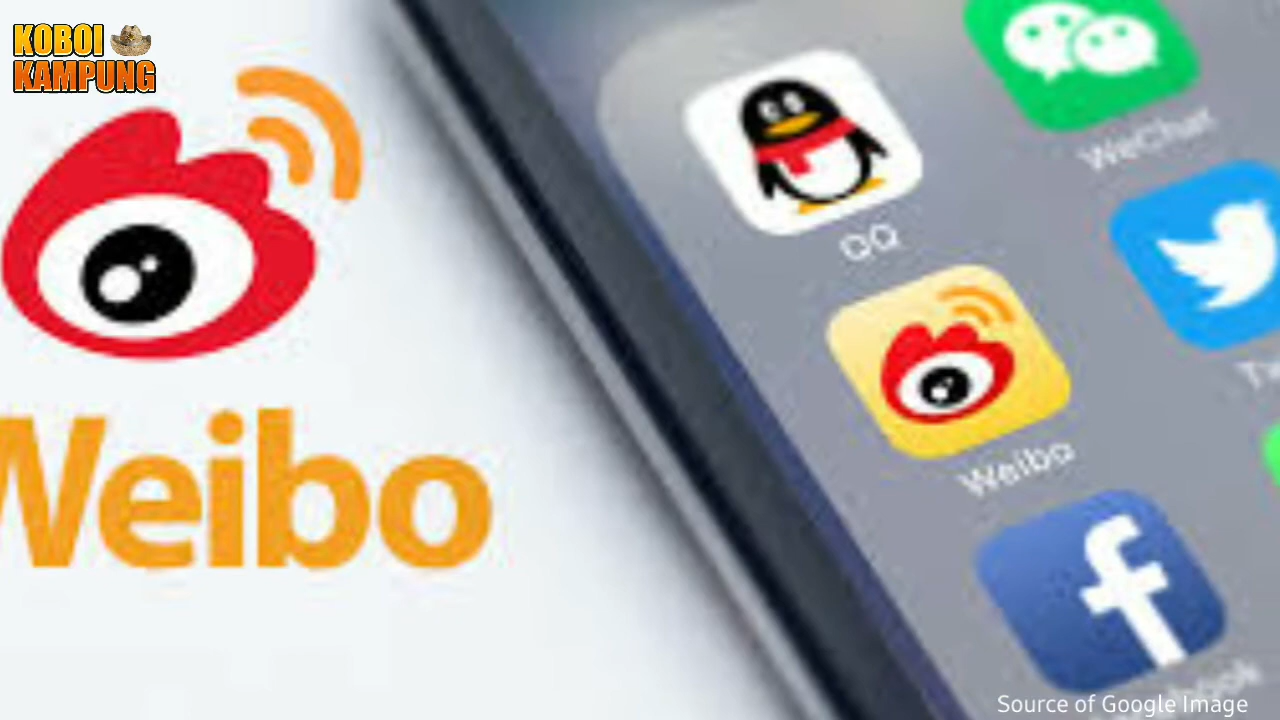 KOBOI
KAMPUNG
Weibo
QQ
WeChat
Weibo
Source of Google Image